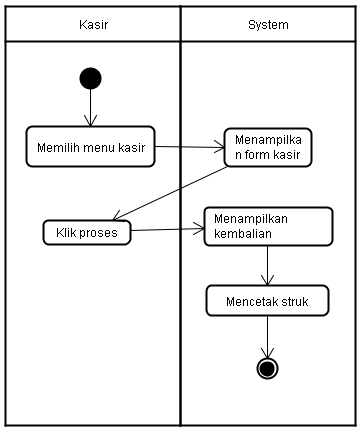 Kasir
System
Memilih menu kasir
Menampilka
n form kasir
Klik proses
Menampilkan
kembalian
Mencetak struk